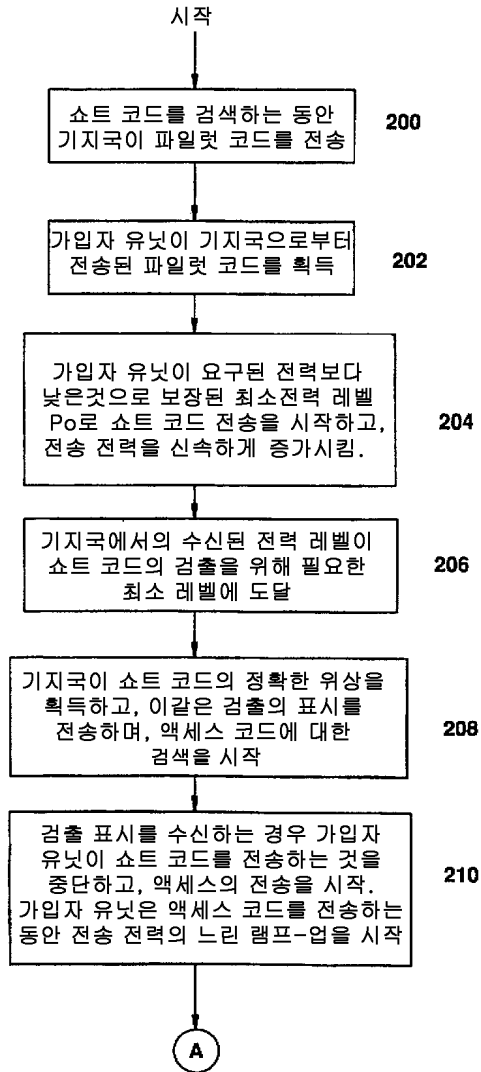 시작
쇼트 코드를 검색하는 동안
기지국이 파일럿 코드를 전송
200
가입자 유닛이 기지국으로부터
전송된 파일럿 코드를 획득
202
가입자 유닛이 요구된 전력보다
낮은것으로 보장된 최소전력 레벨
Po로 쇼트 코드 전송을 시작하고,
전송 전력을 신속하게 증가시킴.
204
기지국에서의 수신된 전력 레벨이
쇼트 코드의 검출을 위해 필요한
최소 레벨에 도달
206
기지국이 쇼트 코드의 정확한 위상을
획득하고, 이같은 검출의 표시를
전송하며, 액세스 코드에 대한
검색을 시작
208
검출 표시를 수신하는 경우 가입자
유닛이 쇼트 코드를 전송하는 것을
중단하고, 액세스의 전송을 시작.
가입자 유닛은 액세스 코드를 전송하는
동안 전송 전력의 느린 램프-업을 시작
210
A